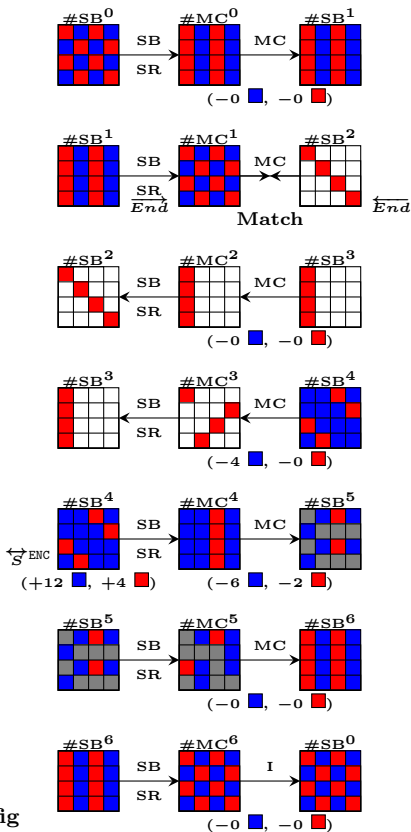 #SB⁰ #MC⁰ #SB¹
SB MC
SR
(−0 , −0 )
#SB¹ #MC¹ #SB²
SB MC
SR
End End
Match
#SB² #MC² #SB³
SB MC
SR
(−0 , −0 )
#SB³ #MC³ #SB⁴
SB MC
SR
(−4 , −0 )
#SB⁴ #MC⁴ #SB⁵
SB MC
S ENC SR
(+12 , +4 ) (−6 , −2 )
#SB⁵ #MC⁵ #SB⁶
SB MC
SR
(−0 , −0 )
#SB⁶ #MC⁶ #SB⁰
SB I
SR
fig
(−0 , −0 )